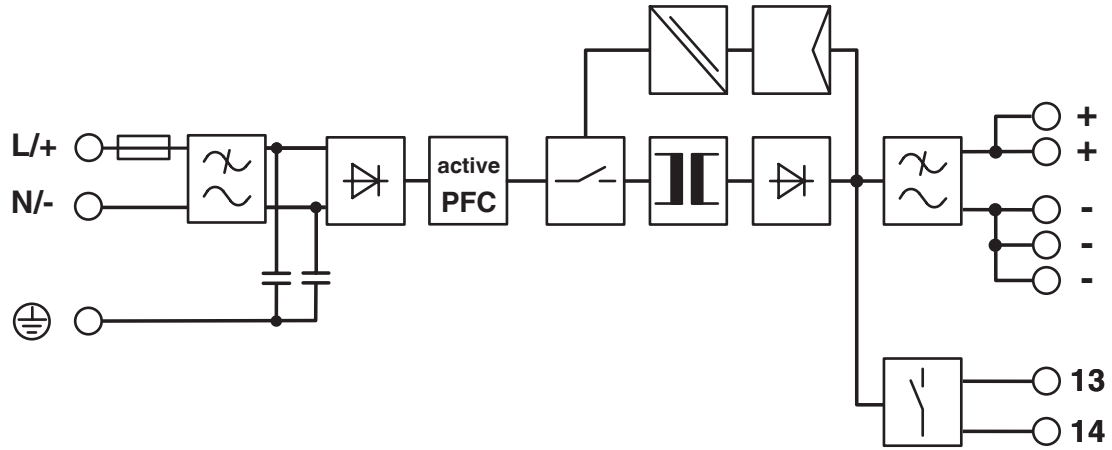 L/+
N/-
active
PFC
+
+
-
-
-
13
14